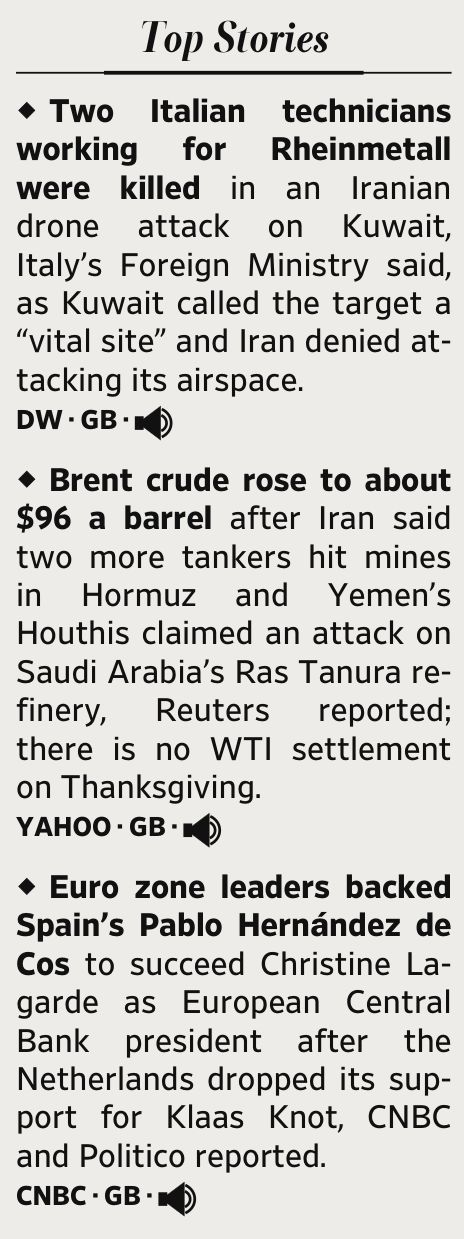 Top Stories
◆ Two Italian technicians
working for Rheinmetall
were killed in an Iranian
drone attack on Kuwait,
Italy’s Foreign Ministry said,
as Kuwait called the target a
“vital site” and Iran denied at-
tacking its airspace.
DW · GB ·
◆ Brent crude rose to about
$96 a barrel after Iran said
two more tankers hit mines
in Hormuz and Yemen’s
Houthis claimed an attack on
Saudi Arabia’s Ras Tanura re-
finery, Reuters reported;
there is no WTI settlement
on Thanksgiving.
YAHOO · GB ·
◆ Euro zone leaders backed
Spain’s Pablo Hernández de
Cos to succeed Christine La-
garde as European Central
Bank president after the
Netherlands dropped its sup-
port for Klaas Knot, CNBC
and Politico reported.
CNBC · GB ·